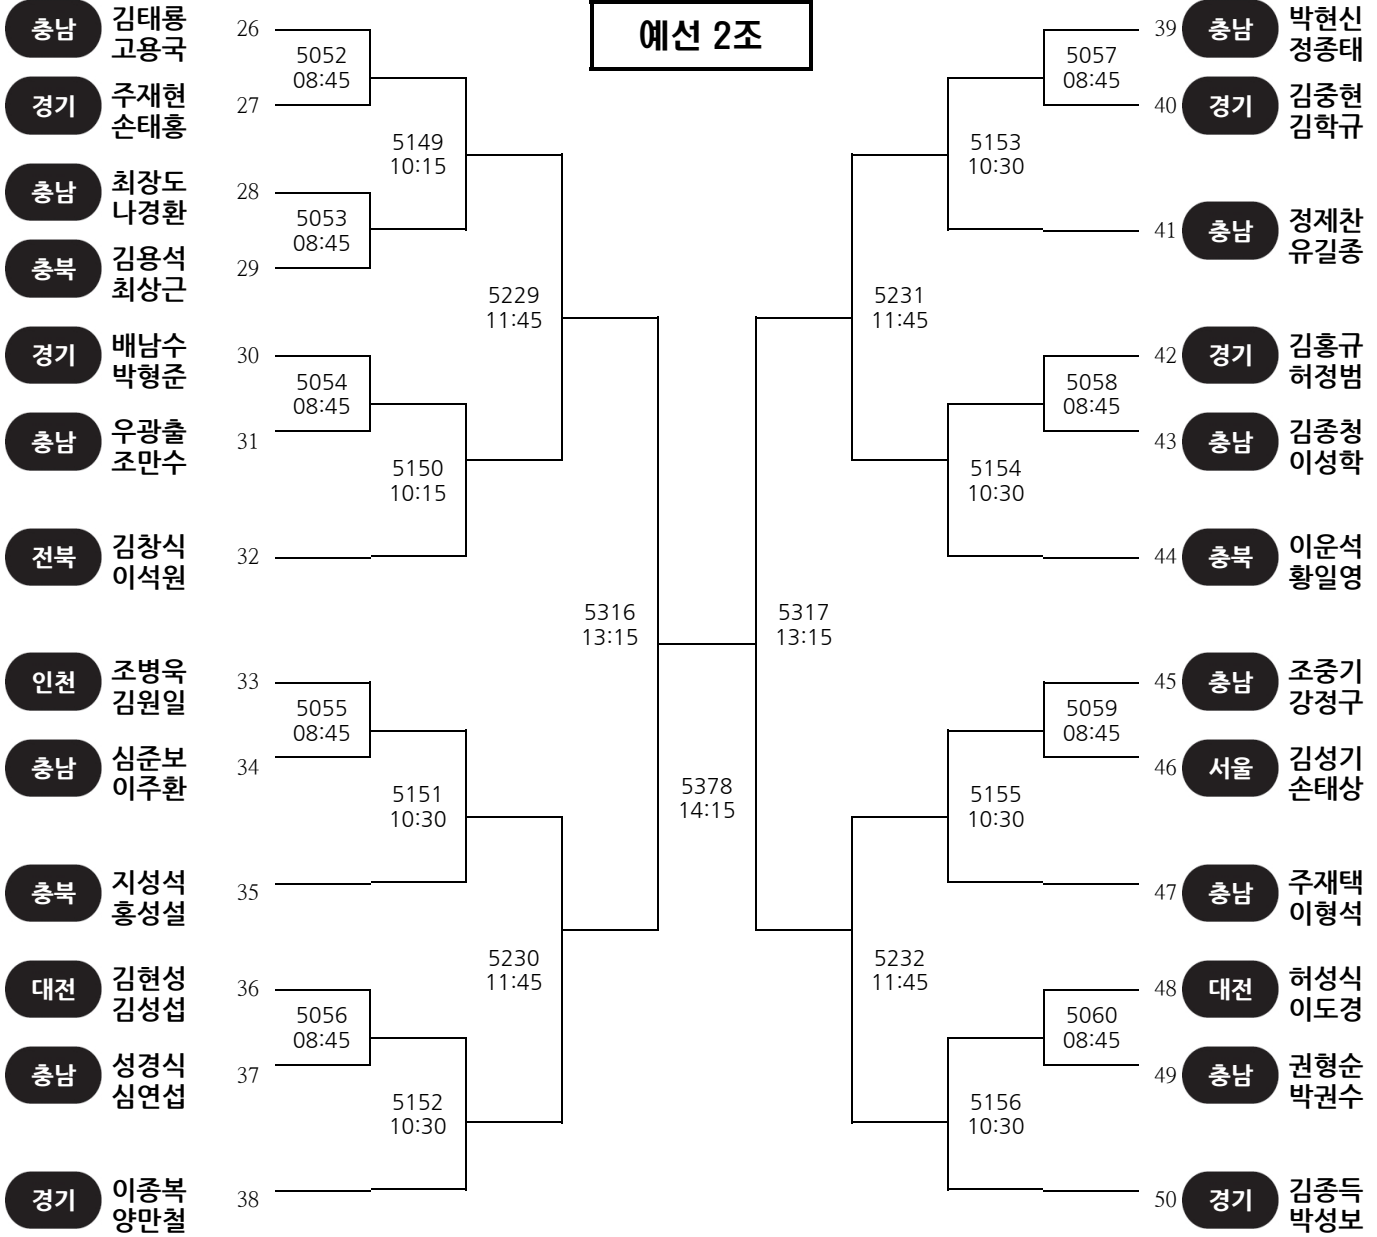 예선 2조
충남
김태룡
고용국
26
5052
08:45
경기
주재현
손태홍
27
5149
10:15
충남
최장도
나경환
28
5053
08:45
충북
김용석
최상근
29
5229
11:45
경기
배남수
박형준
30
5054
08:45
충남
우광출
조만수
31
5150
10:15
전북
김창식
이석원
32
5316
13:15
인천
조병욱
김원일
33
5055
08:45
충남
심준보
이주환
34
5151
10:30
충북
지성석
홍성설
35
5230
11:45
대전
김현성
김성섭
36
5056
08:45
충남
성경식
심연섭
37
5152
10:30
경기
이종복
양만철
38
5378
14:15
39
충남
박현신
정종태
5057
08:45
40
경기
김중현
김학규
5153
10:30
41
충남
정제찬
유길종
5231
11:45
42
경기
김홍규
허정범
5058
08:45
43
충남
김종청
이성학
5154
10:30
44
충북
이운석
황일영
5317
13:15
45
충남
조중기
강정구
5059
08:45
46
서울
김성기
손태상
5155
10:30
47
충남
주재택
이형석
5232
11:45
48
대전
허성식
이도경
5060
08:45
49
충남
권형순
박권수
5156
10:30
50
경기
김종득
박성보